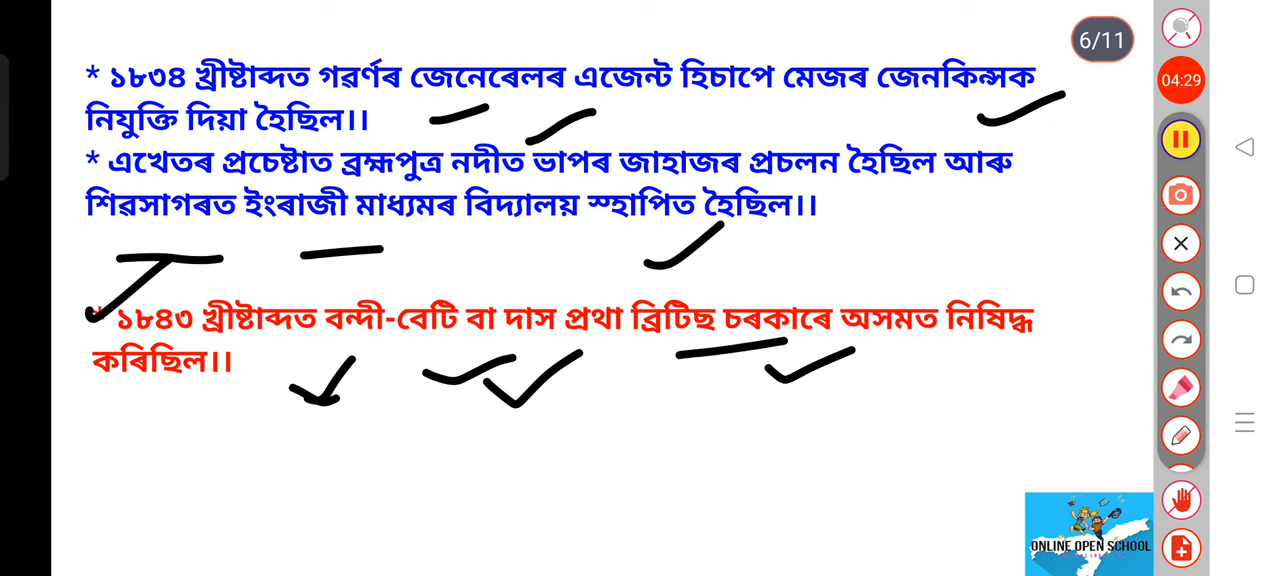 6/11
* ১৮৩৪ খ্ৰীষ্টাব্দত গৱৰ্ণৰ জেনেৰেলৰ এজেন্ট হিচাপে মেজৰ জেনকিন্সক
04:29
নিযুক্তি দিয়া হৈছিল।।
* এখেতৰ প্ৰচেষ্টাত ব্ৰহ্মপুত্ৰ নদীত ভাপৰ জাহাজৰ প্ৰচলন হৈছিল আৰু
শিৱসাগৰত ইংৰাজী মাধ্যমৰ বিদ্যালয় স্হাপিত হৈছিল।।
* ১৮৪৩ খ্ৰীষ্টাব্দত বন্দী-বেটি বা দাস প্ৰথা ব্ৰিটিছ চৰকাৰে অসমত নিষিদ্ধ
কৰিছিল।।
ONLINE OPEN SCHOOL